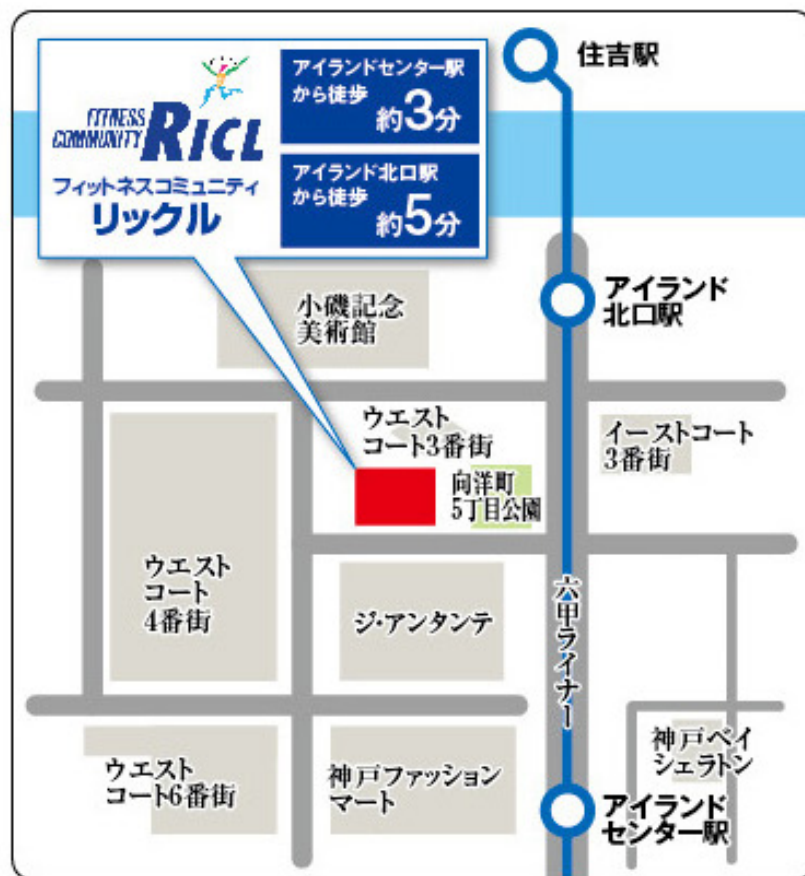 FITNESS
COMMUNITY RICL
フィットネスコミュニティ
リックル
アイランドセンター駅
から徒歩
約3分
アイランド北口駅
から徒歩
約5分
住吉駅
アイランド
北口駅
小磯記念
美術館
ウエスト
コート3番街
イーストコート
3番街
向洋町
5丁目公園
ウエスト
コート
4番街
ジ・アンタンテ
六甲ライナー
神戸ベイ
シェラトン
ウエスト
コート6番街
神戸ファッション
マート
アイランド
センター駅